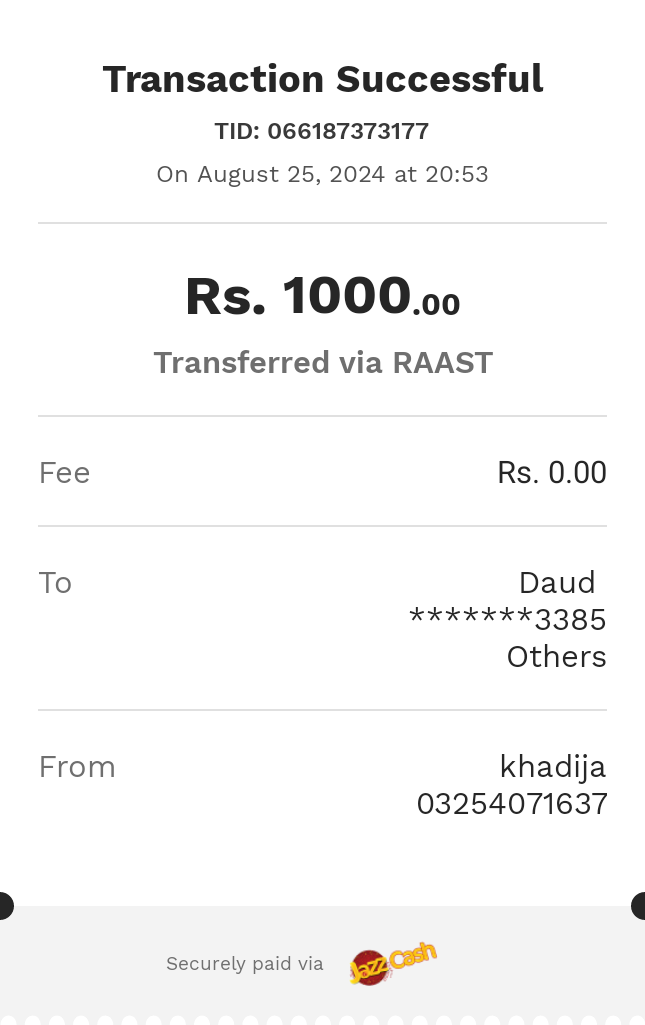 Transaction Successful
TID: 066187373177
On August 25, 2024 at 20:53
Rs. 1000.00
Transferred via RAAST
Fee Rs. 0.00
To Daud
*******3385
Others
From khadija
03254071637
Securely paid via JazzCash